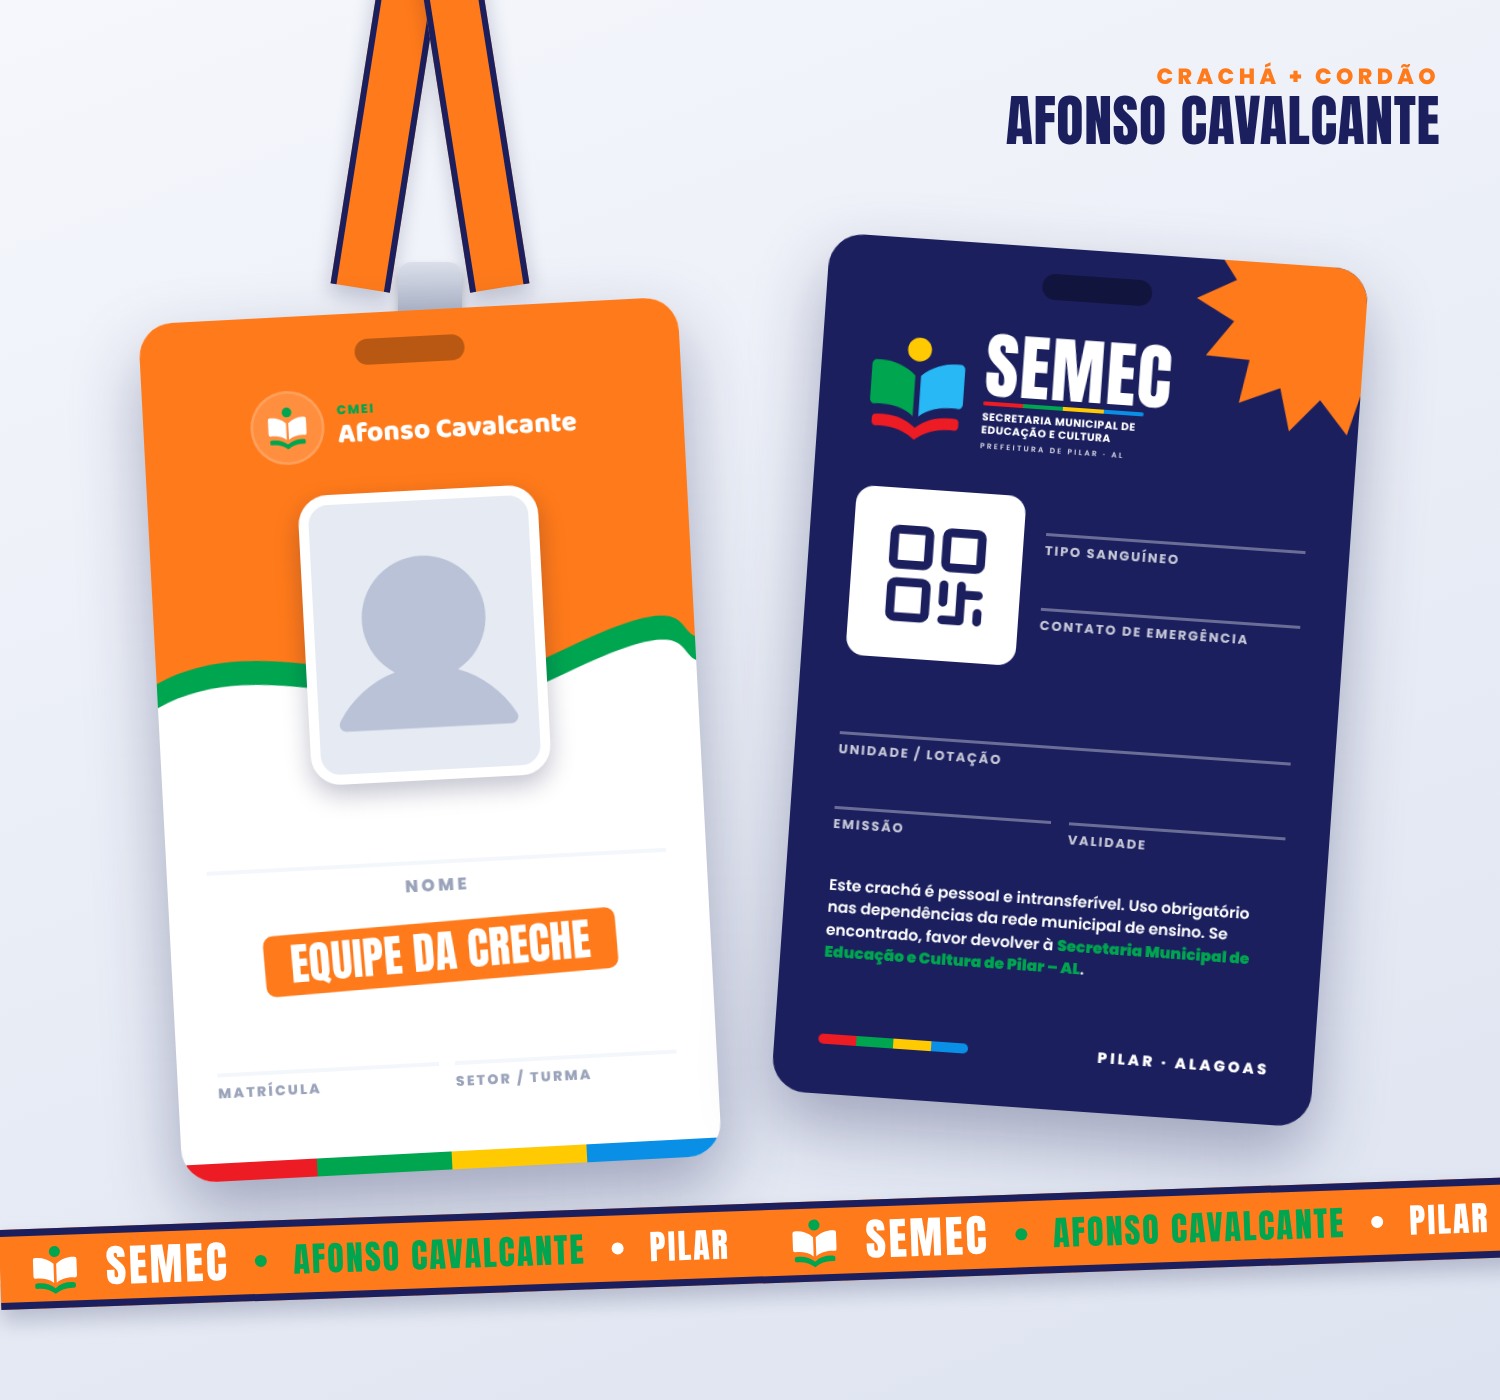 CRACHÁ + CORDÃO
AFONSO CAVALCANTE
CMEI
Afonso Cavalcante
NOME
EQUIPE DA CRECHE
MATRÍCULA
SETOR / TURMA
SEMEC
SECRETARIA MUNICIPAL DE
EDUCAÇÃO E CULTURA
PREFEITURA DE PILAR - AL
TIPO SANGUÍNEO
CONTATO DE EMERGÊNCIA
UNIDADE / LOTAÇÃO
EMISSÃO
VALIDADE
Este crachá é pessoal e intransferível. Uso obrigatório
nas dependências da rede municipal de ensino. Se
encontrado, favor devolver à Secretaria Municipal de
Educação e Cultura de Pilar – AL.
PILAR · ALAGOAS
SEMEC • AFONSO CAVALCANTE • PILAR SEMEC • AFONSO CAVALCANTE • PILAR